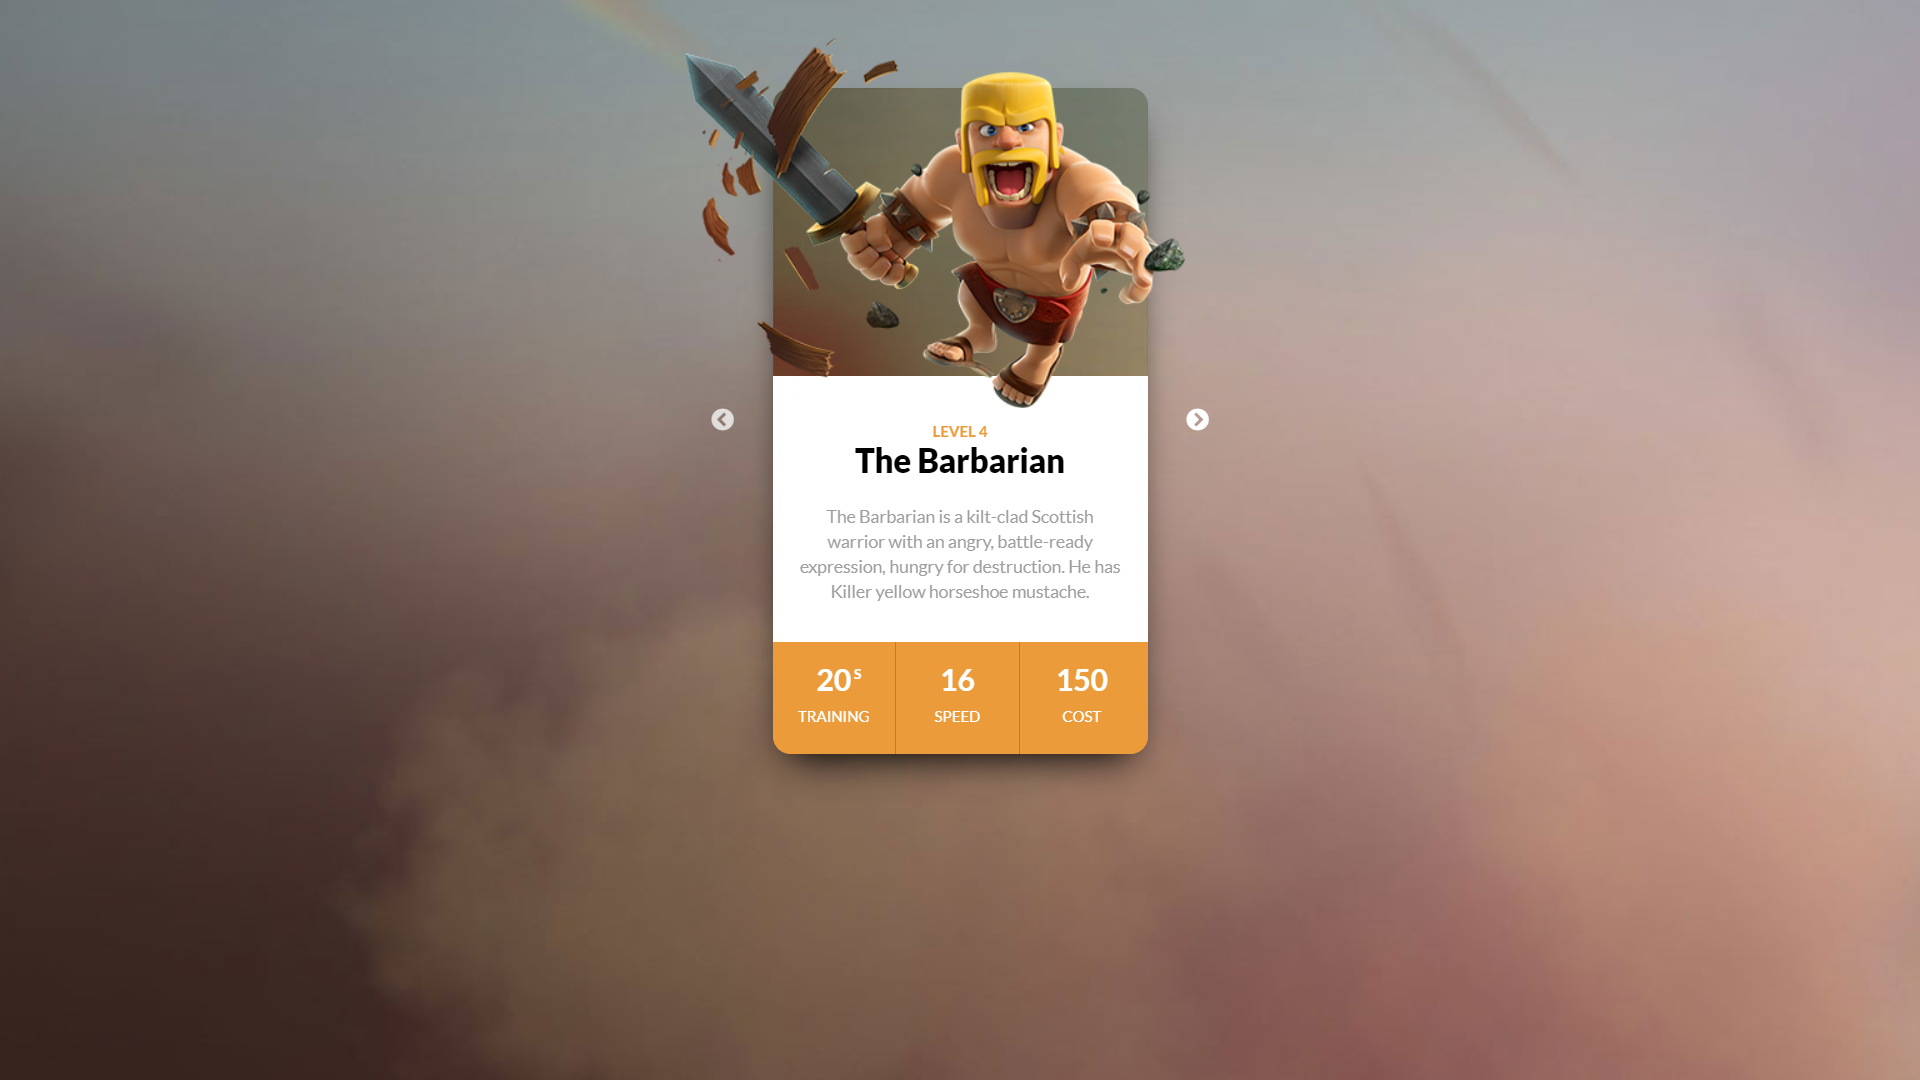 LEVEL 4
The Barbarian
The Barbarian is a kilt-clad Scottish
warrior with an angry, battle-ready
expression, hungry for destruction. He has
Killer yellow horseshoe mustache.
20S 16 150
TRAINING SPEED COST